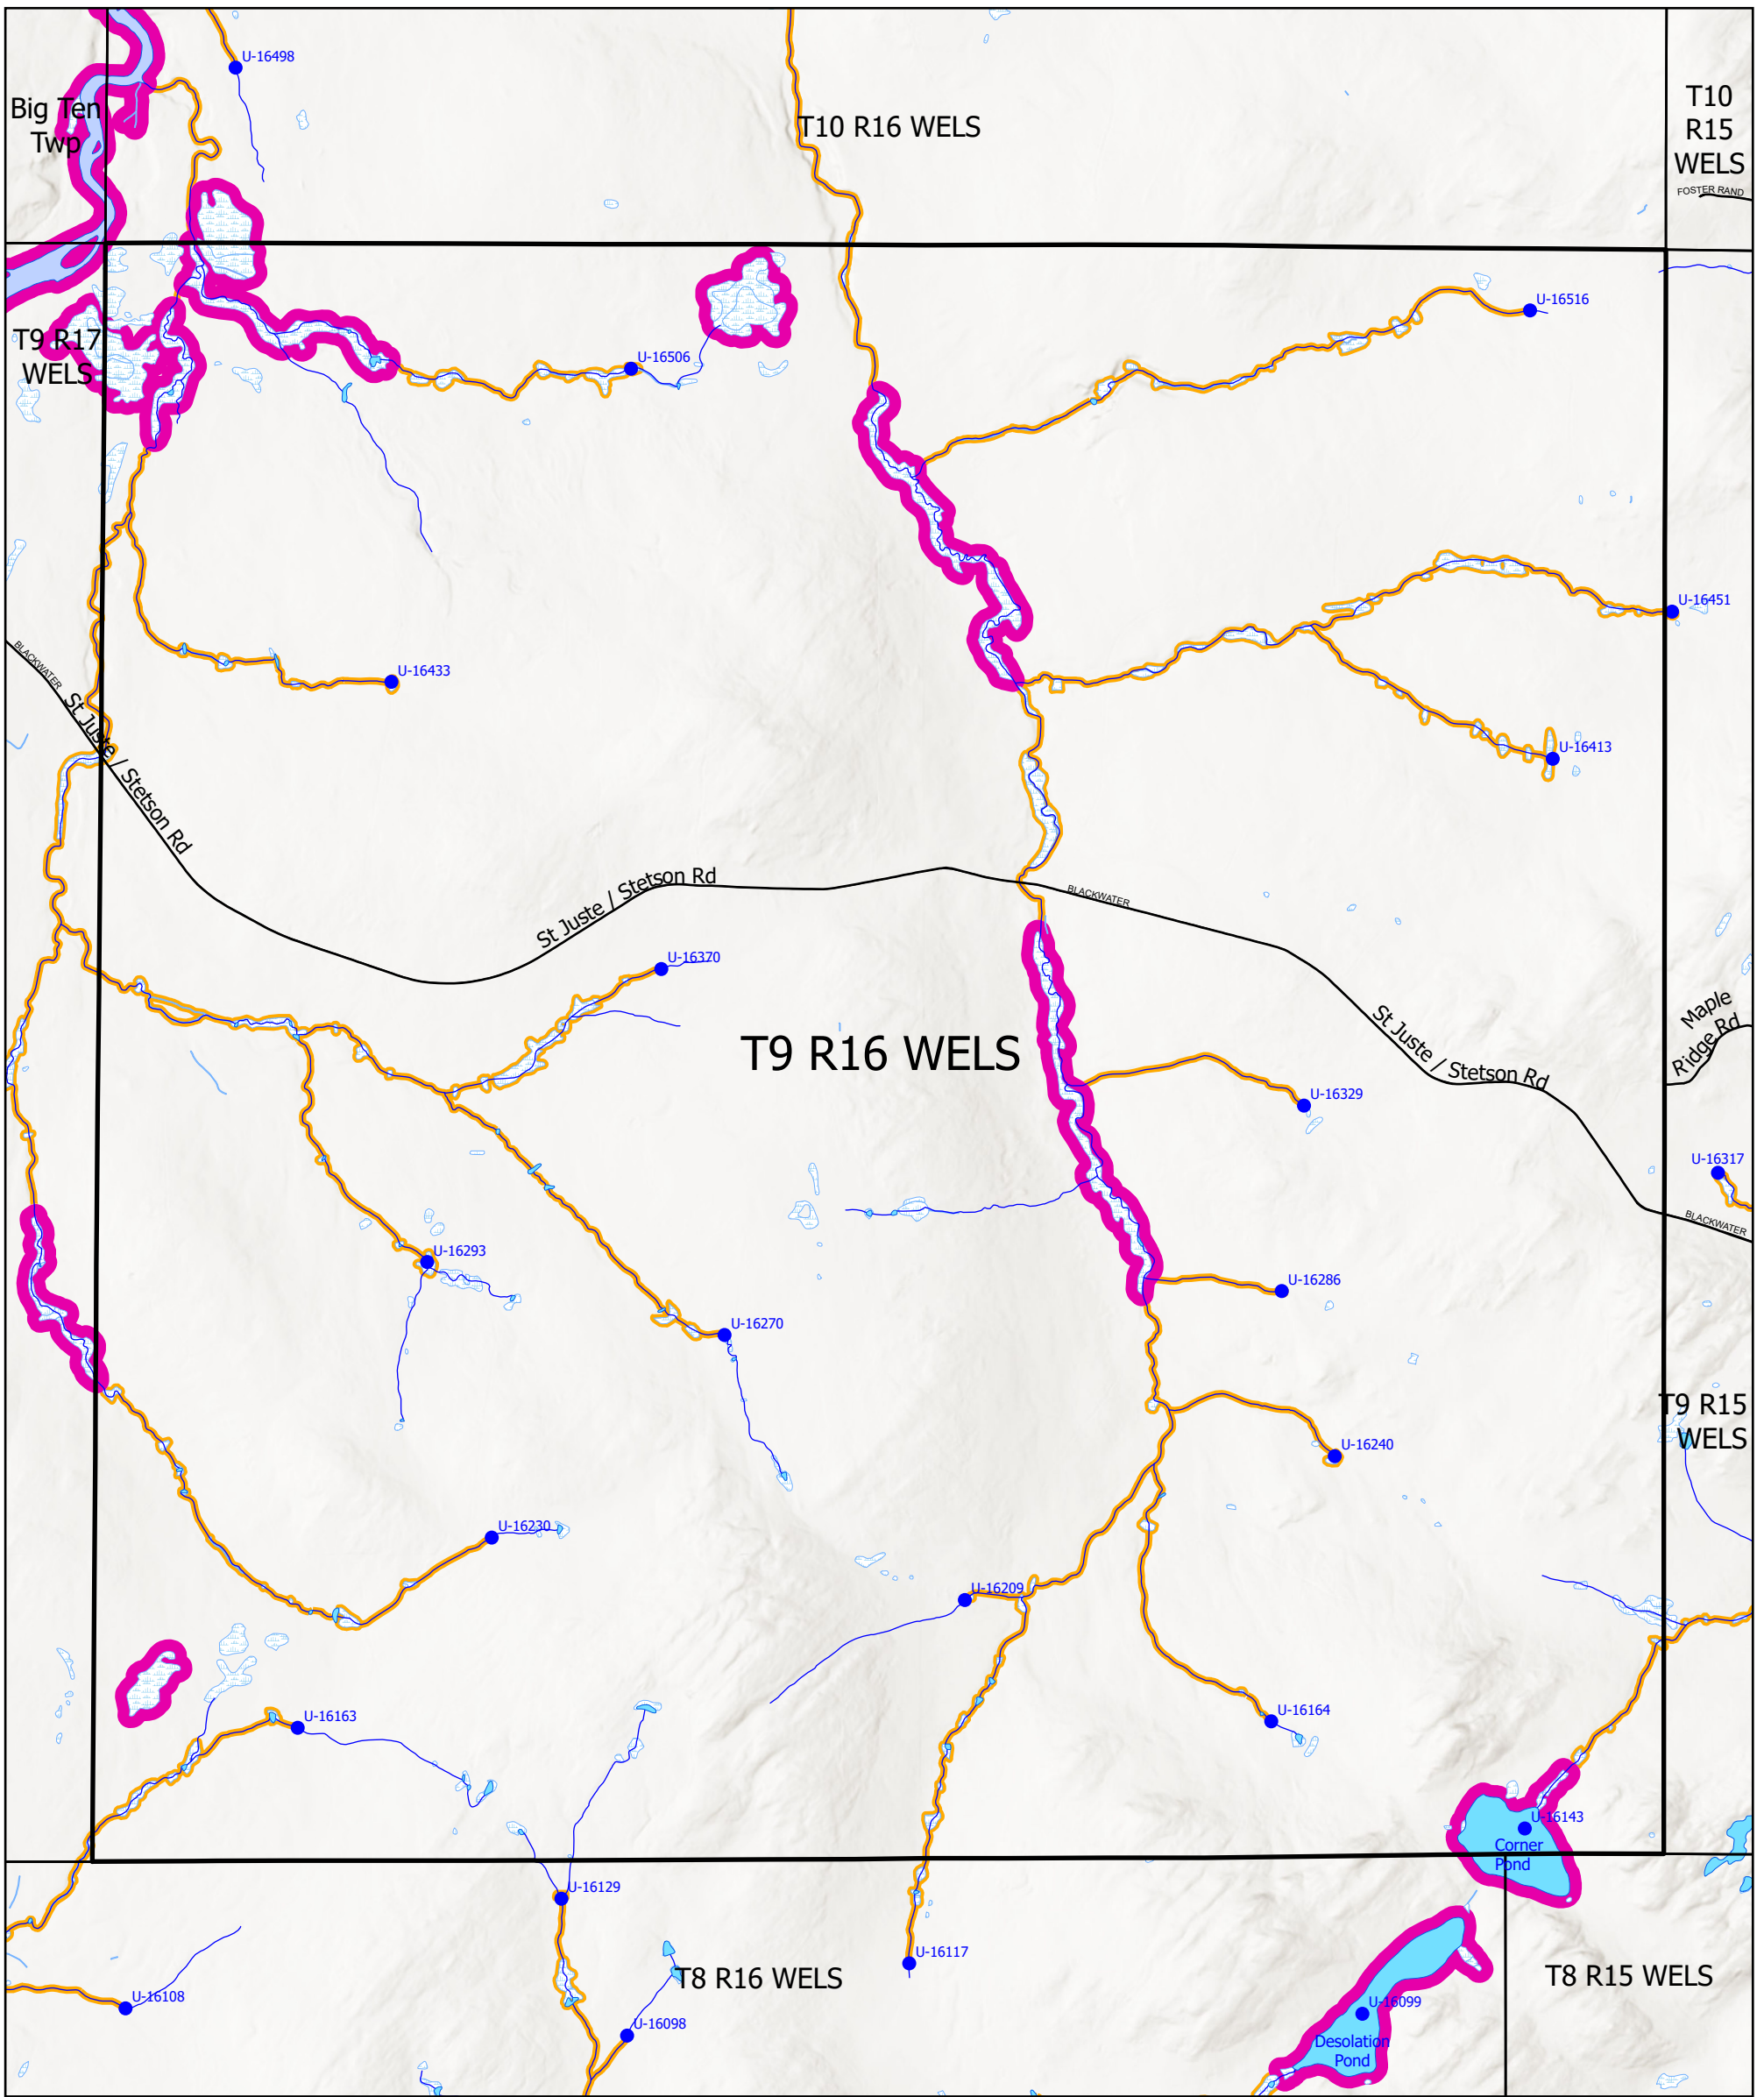 U-16498
Big Ten
Twp
T10 R16 WELS
T10
R15
WELS
FOSTER RAND
U-16516
T9 R17
WELS
U-16506
U-16451
BLACKWATER
U-16433
St Juste / Stetson Rd
U-16413
St Juste / Stetson Rd
BLACKWATER
U-16370
T9 R16 WELS
St Juste / Stetson Rd
Maple
Ridge Rd
U-16329
U-16317
BLACKWATER
U-16293
U-16286
U-16270
T9 R15
WELS
U-16240
U-16230
U-16209
U-16163
U-16164
U-16143
Corner
Pond
U-16129
U-16117
T8 R16 WELS
T8 R15 WELS
U-16108
U-16099
U-16098
Desolation
Pond